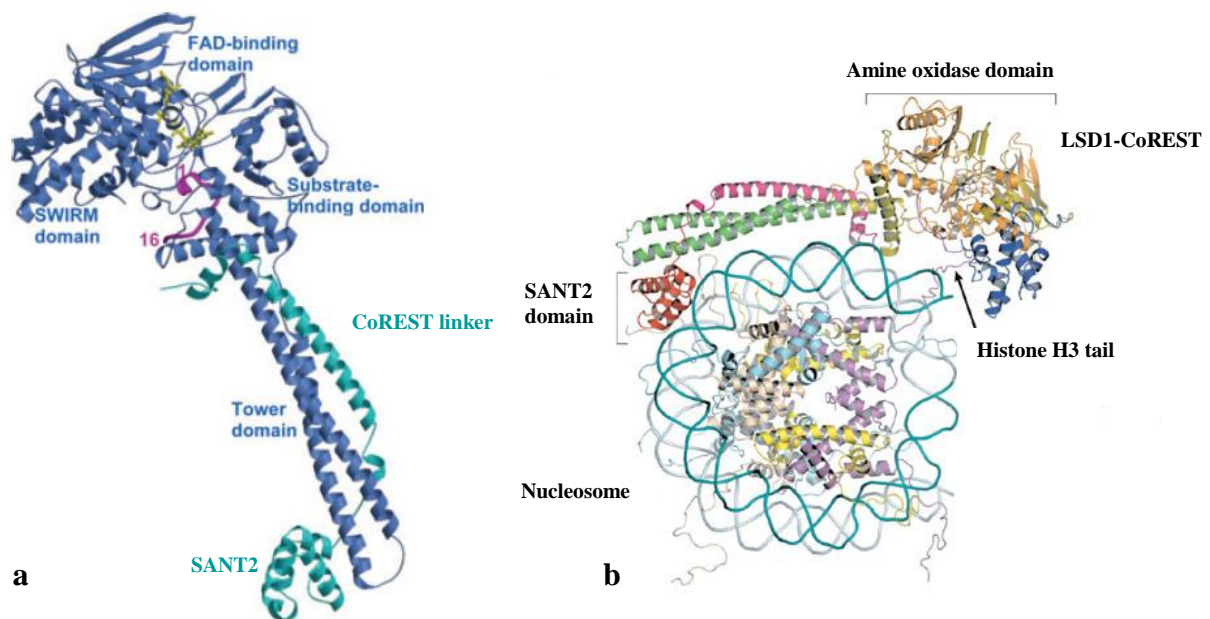 FAD-binding
domain
SWIRM
domain
16
Substrate-
binding domain
CoREST linker
Tower
domain
SANT2
a
Amine oxidase domain
LSD1-CoREST
SANT2
domain
Histone H3 tail
Nucleosome
b